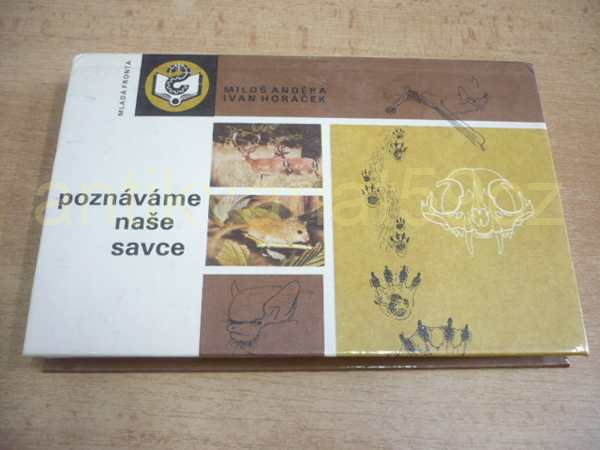 MLADÁ FRONTA
MILOŠ ANDĚRA
IVAN HORÁČEK
poznáváme
naše
savce